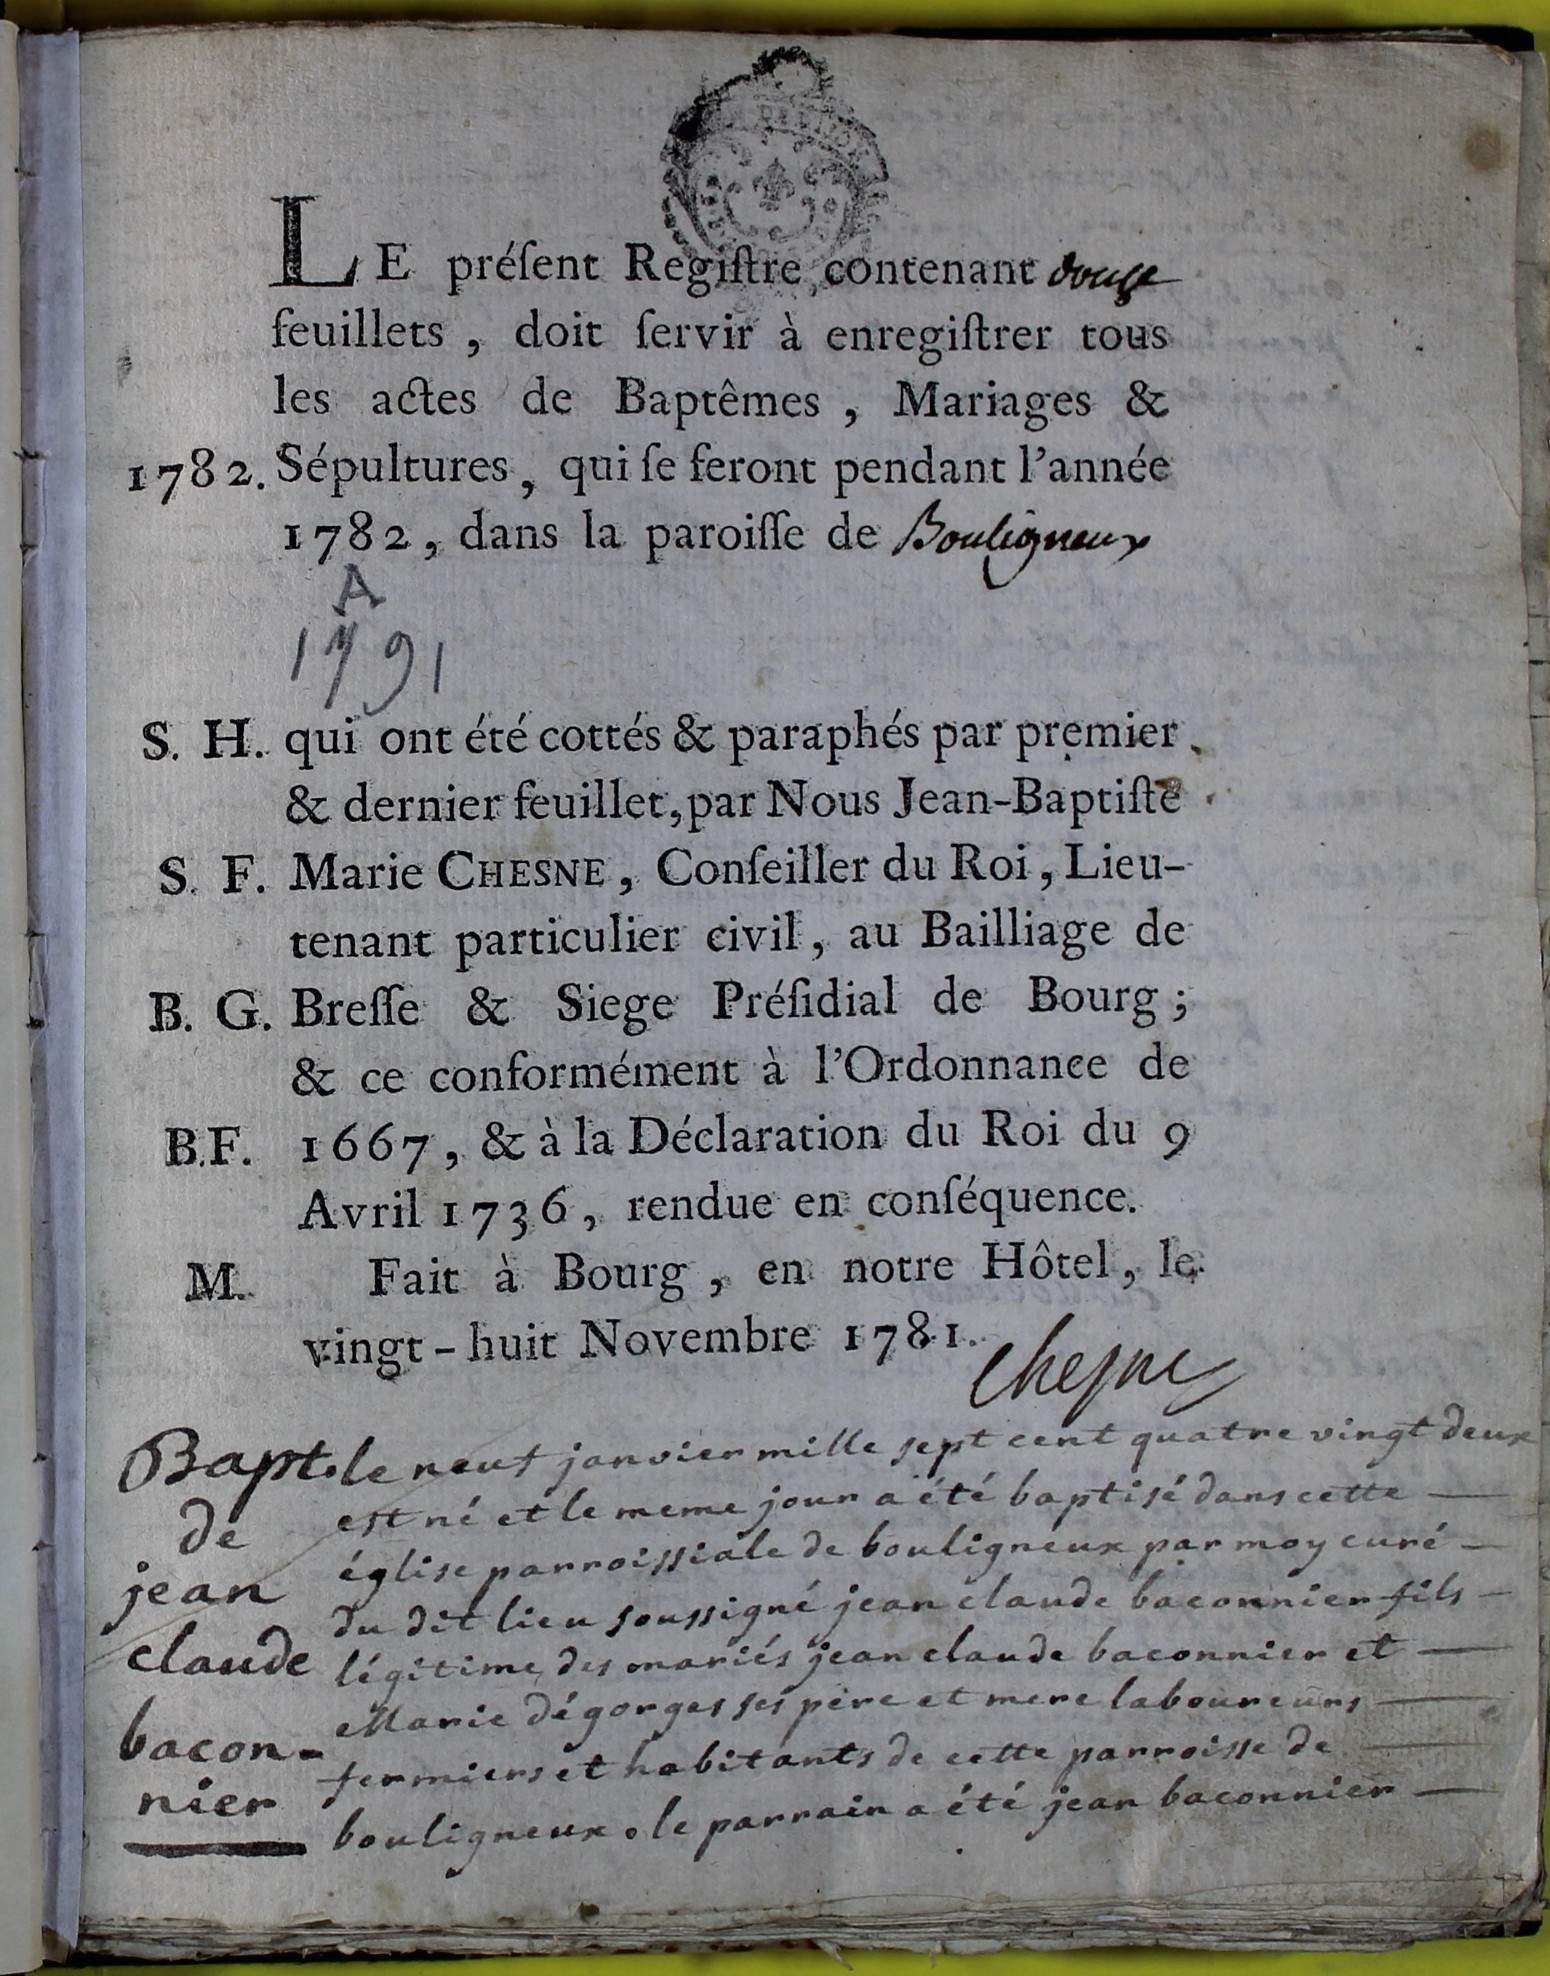 LE préſent Regiſtre contenant douze
feuillets, doit ſervir à enregiſtrer tous
les actes de Baptêmes, Mariages &
1782. Sépultures, qui ſe feront pendant l'année
1782, dans la paroiſſe de Bouligneux
A
1791
S. H. qui ont été cottés & paraphés par premier
& dernier feuillet, par Nous Jean-Baptiſte
S. F. Marie CHESNE, Conſeiller du Roi, Lieu-
tenant particulier civil, au Bailliage de
B. G. Breſſe & Siege Préſidial de Bourg;
& ce conformément à l'Ordonnance de
B.F. 1667, & à la Déclaration du Roi du 9
Avril 1736, rendue en conſéquence.
M. Fait à Bourg, en notre Hôtel, le
vingt-huit Novembre 1781.
Chesne
Bapt. le neuf janvier mille sept cent quatre vingt deux
est né et le meme jour a été baptisé dans cette
de
église parroissiale de bouligneux par moy curé
jean
du dit lieu soussigné jean claude baconnier fils
claude légitime des mariés jean claude baconnier et
Marie dégorges ses père et mere laboureurs
bacon-
fermiers et habitants de cette parroisse de
nier
bouligneux. le parrain a été jean baconnier